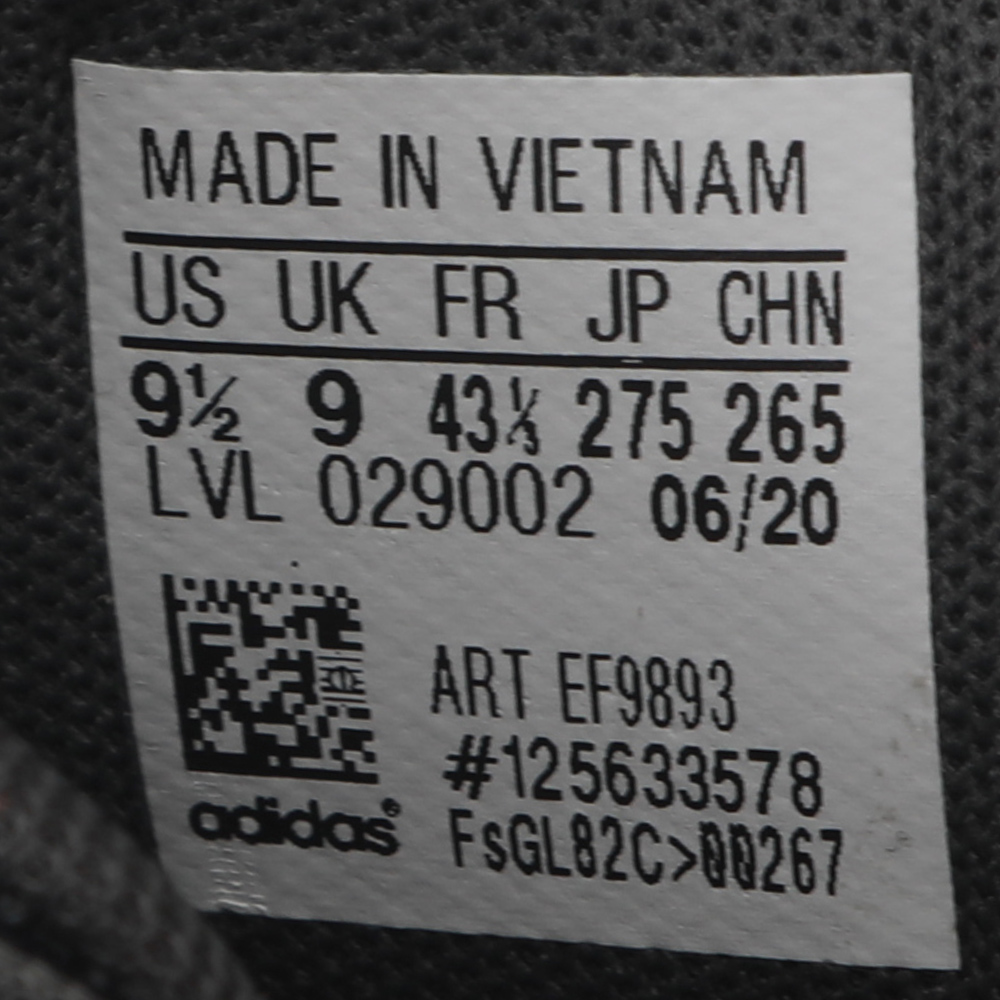 MADE IN VIETNAM
US UK FR JP CHN
9½ 9 43⅓ 275 265
LVL 029002 06/20
ART EF9893
#125633578
adidas®
FsGL82C>00267